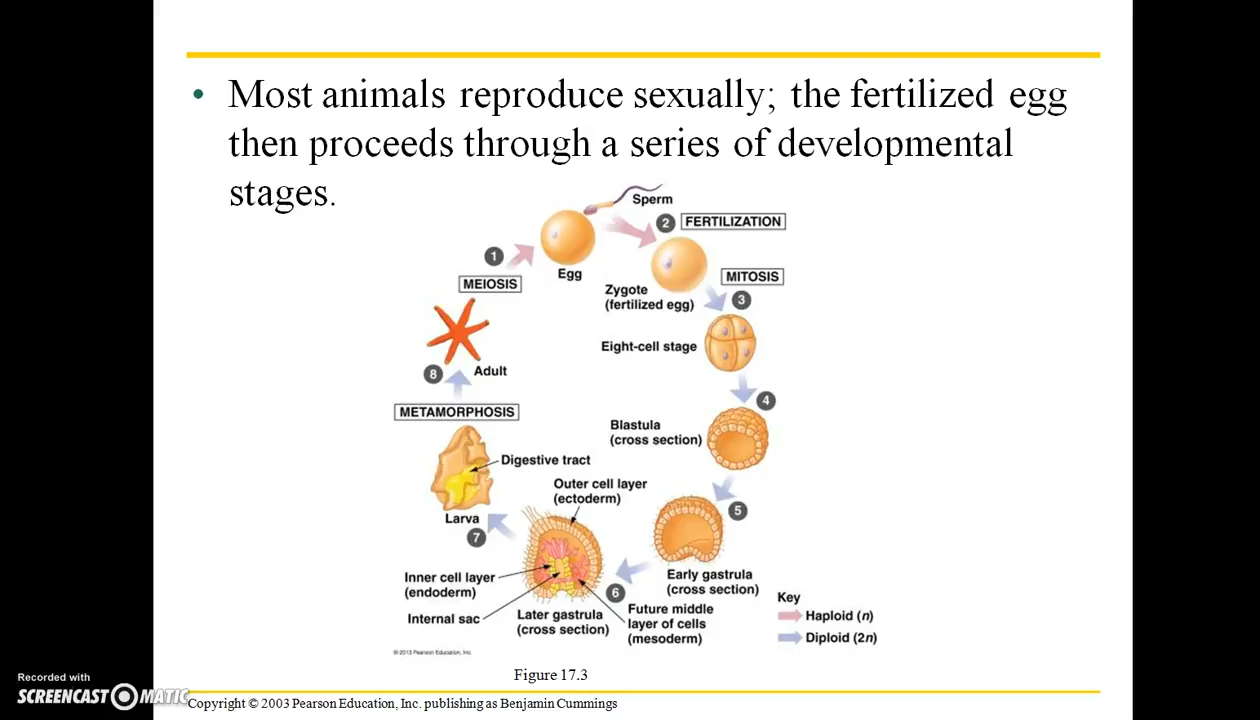 • Most animals reproduce sexually; the fertilized egg
then proceeds through a series of developmental
stages.
Sperm
2 FERTILIZATION
1
Egg
MEIOSIS
MITOSIS
Zygote
(fertilized egg)
3
Eight-cell stage
8 Adult
4
METAMORPHOSIS
Blastula
(cross section)
Digestive tract
Outer cell layer
(ectoderm)
5
Larva
7
Inner cell layer
(endoderm)
Early gastrula
(cross section)
6
Internal sac
Later gastrula
(cross section)
Future middle
layer of cells
(mesoderm)
Key
Haploid (n)
Diploid (2n)
© 2013 Pearson Education, Inc.
Figure 17.3
Recorded with
SCREENCAST MATIC
Copyright © 2003 Pearson Education, Inc. publishing as Benjamin Cummings